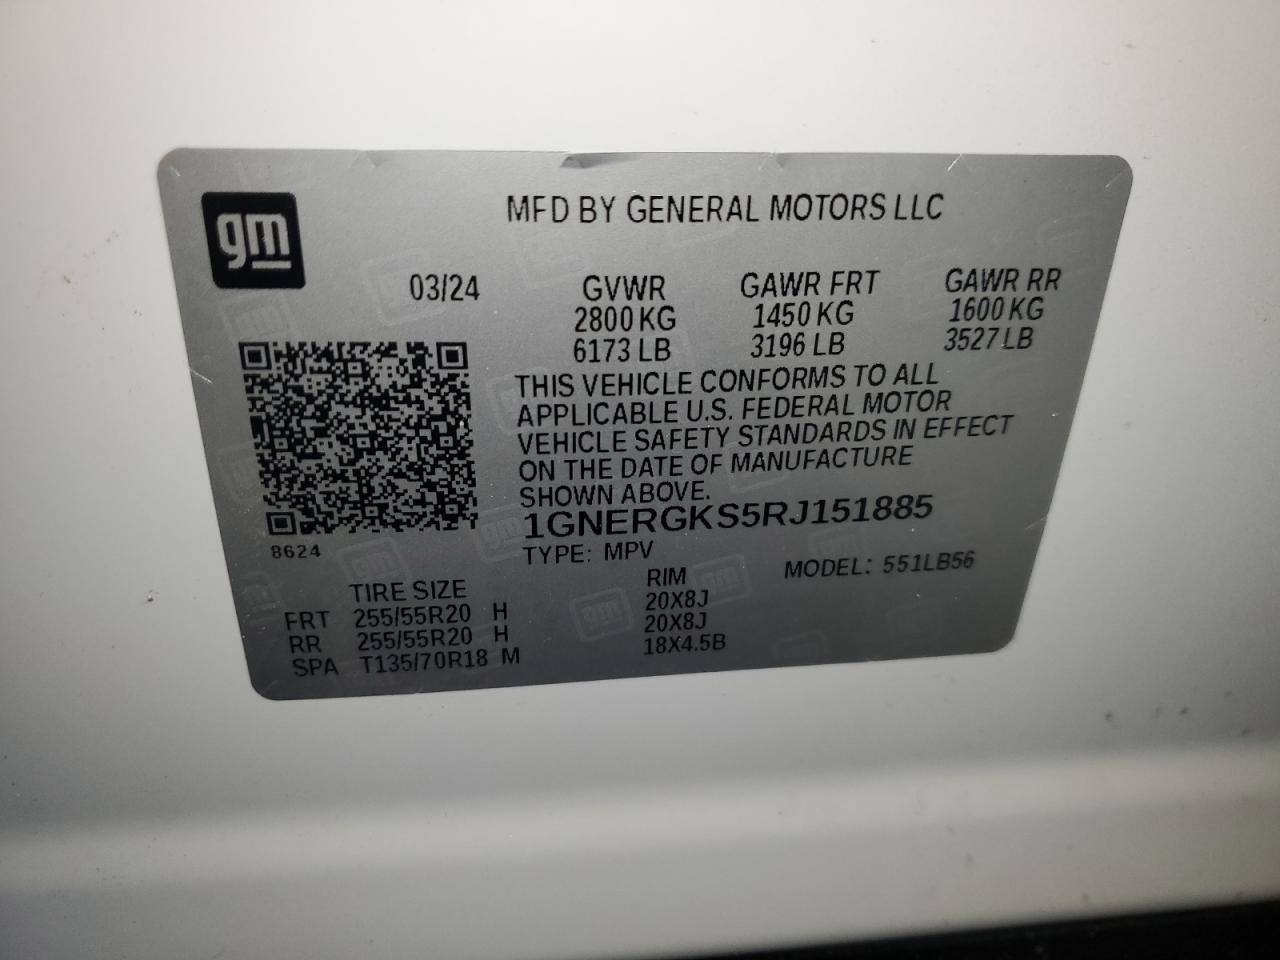 gm
MFD BY GENERAL MOTORS LLC
03/24 GVWR GAWR FRT GAWR RR
2800 KG 1450 KG 1600 KG
6173 LB 3196 LB 3527 LB
THIS VEHICLE CONFORMS TO ALL
APPLICABLE U.S. FEDERAL MOTOR
VEHICLE SAFETY STANDARDS IN EFFECT
ON THE DATE OF MANUFACTURE
SHOWN ABOVE.
1GNERGKS5RJ151885
8624
TYPE: MPV MODEL: 551LB56
TIRE SIZE RIM
FRT 255/55R20 H 20X8J
RR 255/55R20 H 20X8J
SPA T135/70R18 M 18X4.5B